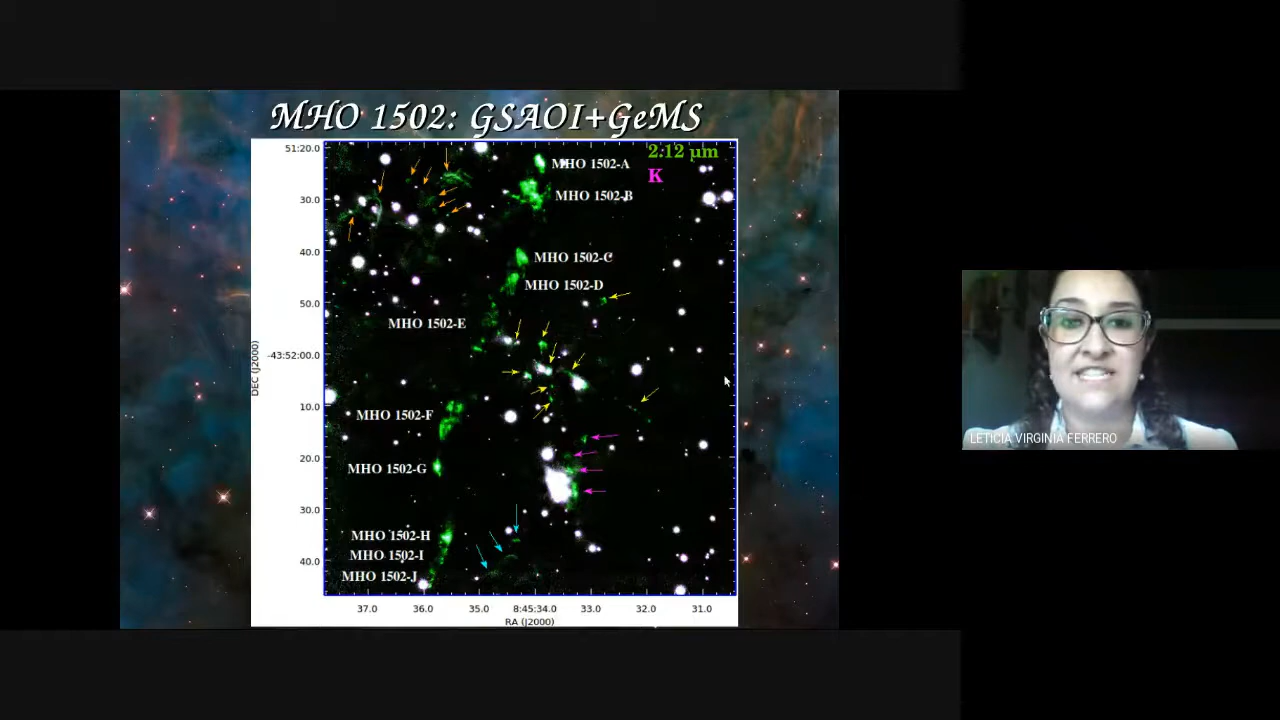 MHO 1502: GSAOI+GeMS
2.12 µm
K
MHO 1502-A
MHO 1502-B
MHO 1502-C
MHO 1502-D
MHO 1502-E
MHO 1502-F
MHO 1502-G
MHO 1502-H
MHO 1502-I
MHO 1502-J
51:20.0
30.0
40.0
50.0
-43:52:00.0
10.0
20.0
30.0
40.0
DEC (J2000)
37.0 36.0 35.0 8:45:34.0 33.0 32.0 31.0
RA (J2000)
LETICIA VIRGINIA FERRERO